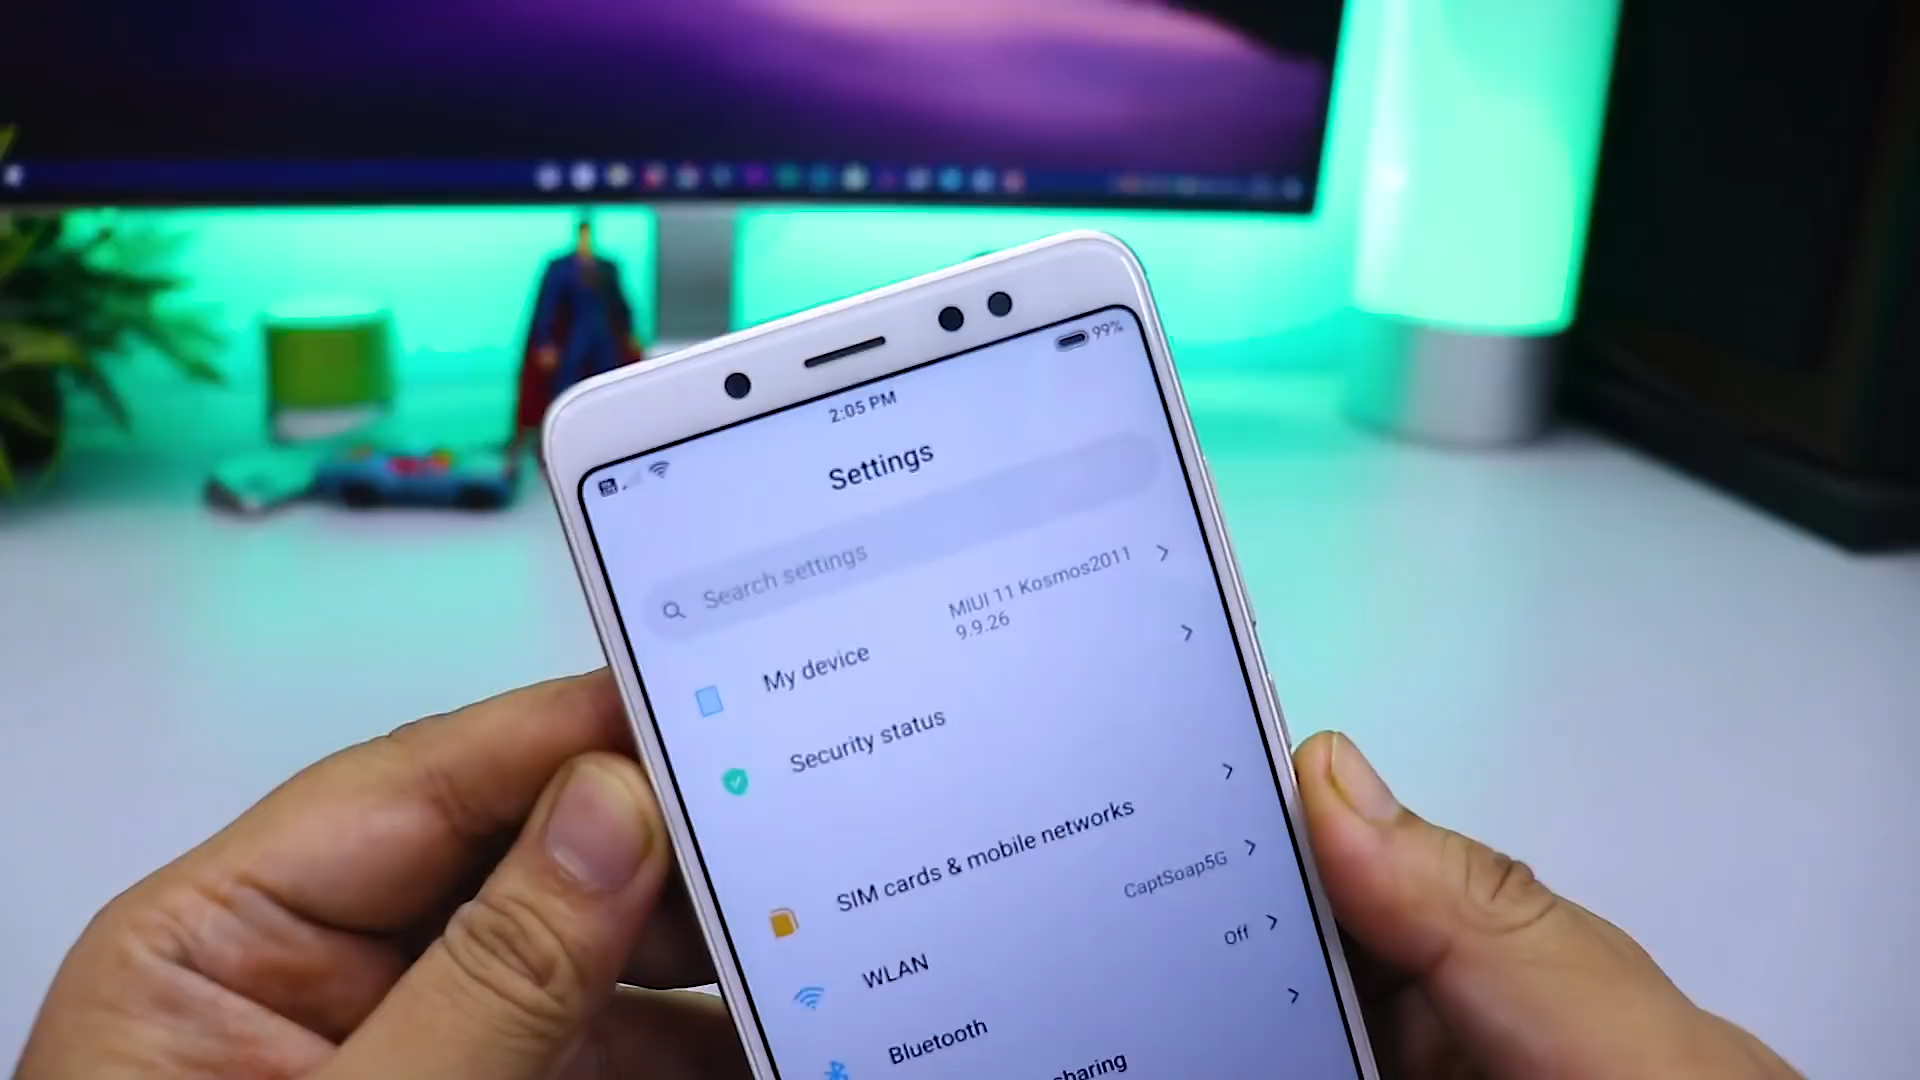 99%
2:05 PM
Settings
Search settings
My device
MIUI 11 Kosmos2011
9.9.26
Security status
SIM cards & mobile networks
WLAN
CaptSoap5G
Bluetooth
Off
sharing